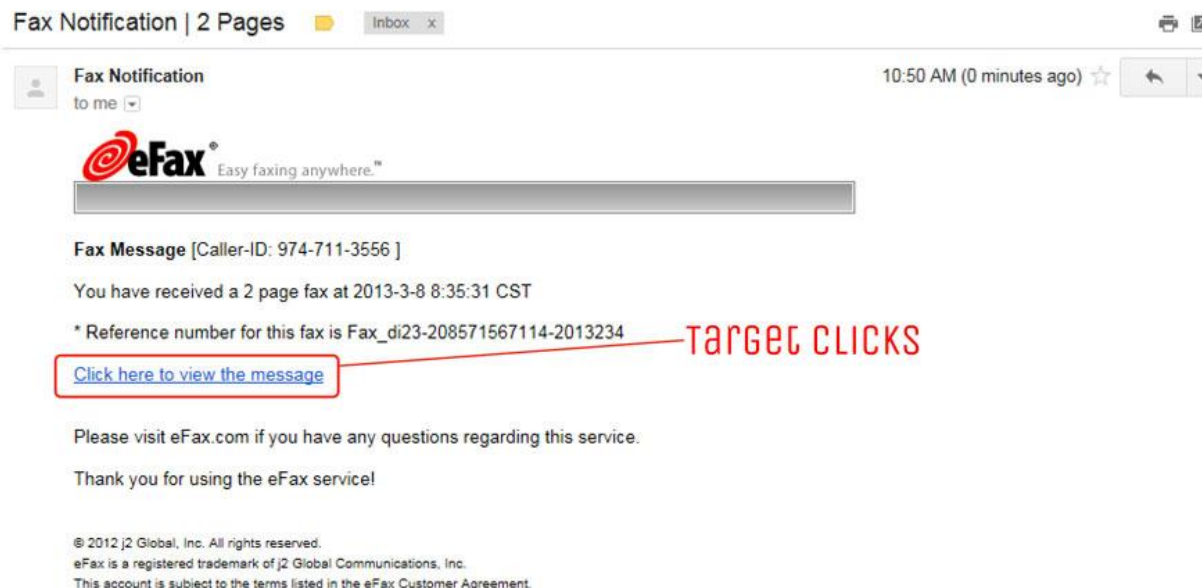 Fax Notification | 2 Pages Inbox x
Fax Notification 10:50 AM (0 minutes ago)
to me
eFax® Easy faxing anywhere.™
Fax Message [Caller-ID: 974-711-3556 ]
You have received a 2 page fax at 2013-3-8 8:35:31 CST
* Reference number for this fax is Fax_di23-208571567114-2013234
TARGET CLICKS
Click here to view the message
Please visit eFax.com if you have any questions regarding this service.
Thank you for using the eFax service!
© 2012 j2 Global, Inc. All rights reserved.
eFax is a registered trademark of j2 Global Communications, Inc.
This account is subject to the terms listed in the eFax Customer Agreement.